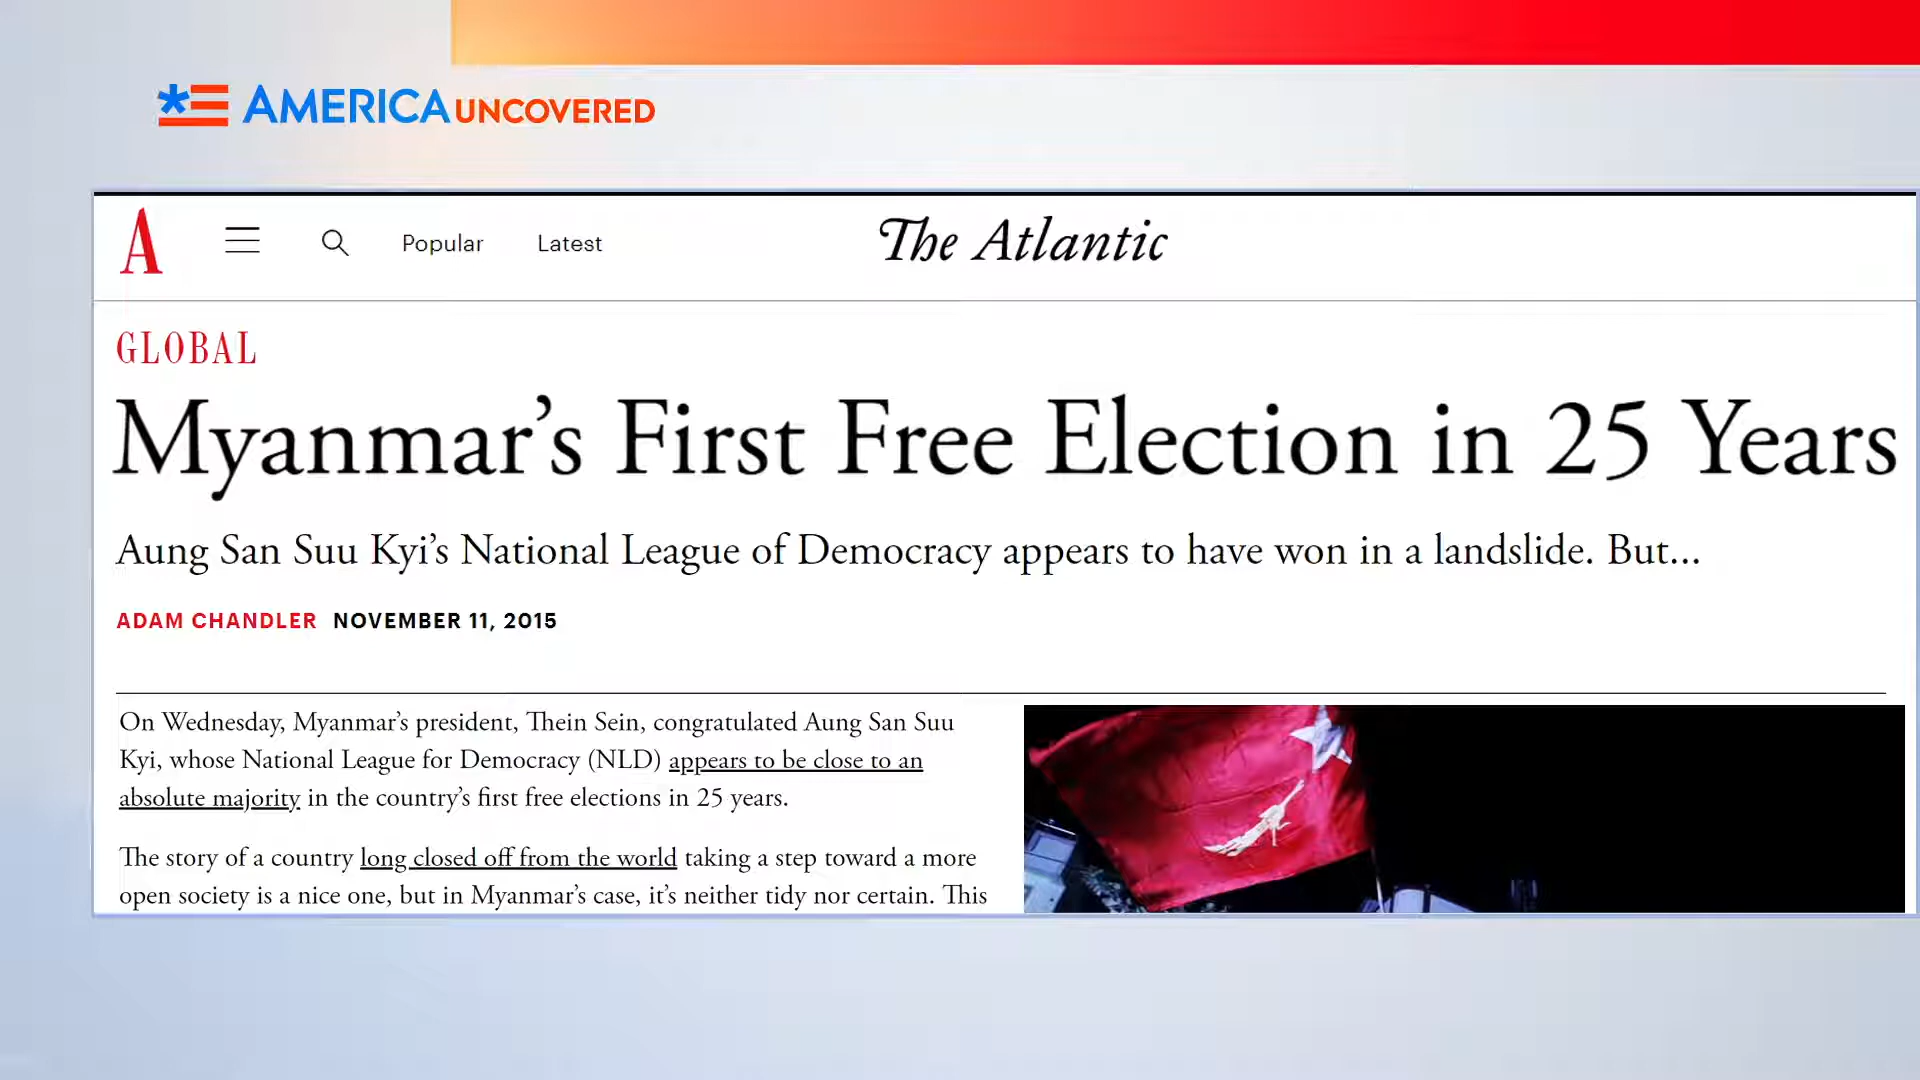 AMERICA UNCOVERED
A
Popular
Latest
The Atlantic
GLOBAL
Myanmar’s First Free Election in 25 Years
Aung San Suu Kyi’s National League of Democracy appears to have won in a landslide. But...
ADAM CHANDLER NOVEMBER 11, 2015
On Wednesday, Myanmar’s president, Thein Sein, congratulated Aung San Suu
Kyi, whose National League for Democracy (NLD) appears to be close to an
absolute majority in the country’s first free elections in 25 years.
The story of a country long closed off from the world taking a step toward a more
open society is a nice one, but in Myanmar’s case, it’s neither tidy nor certain. This